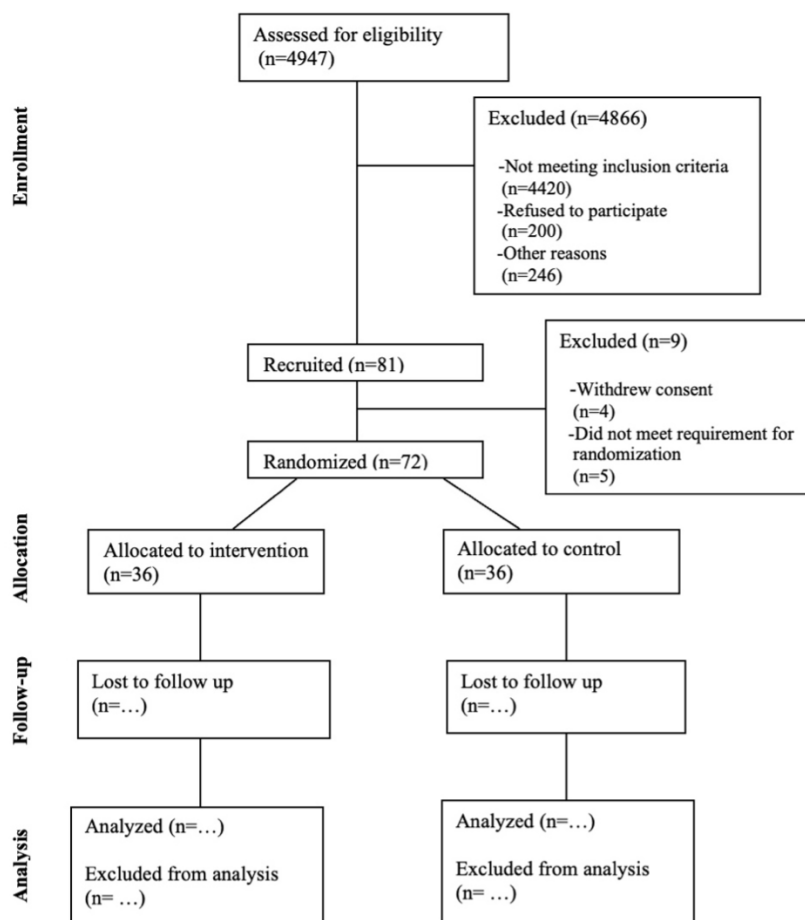 Assessed for eligibility
(n=4947)
Enrollment
Excluded (n=4866)
-Not meeting inclusion criteria
(n=4420)
-Refused to participate
(n=200)
-Other reasons
(n=246)
Recruited (n=81)
Excluded (n=9)
-Withdrew consent
(n=4)
-Did not meet requirement for
randomization
(n=5)
Randomized (n=72)
Allocation
Allocated to intervention
(n=36)
Allocated to control
(n=36)
Follow-up
Lost to follow up
(n=…)
Lost to follow up
(n=…)
Analysis
Analyzed (n=…)
Excluded from analysis
(n= …)
Analyzed (n=…)
Excluded from analysis
(n= …)